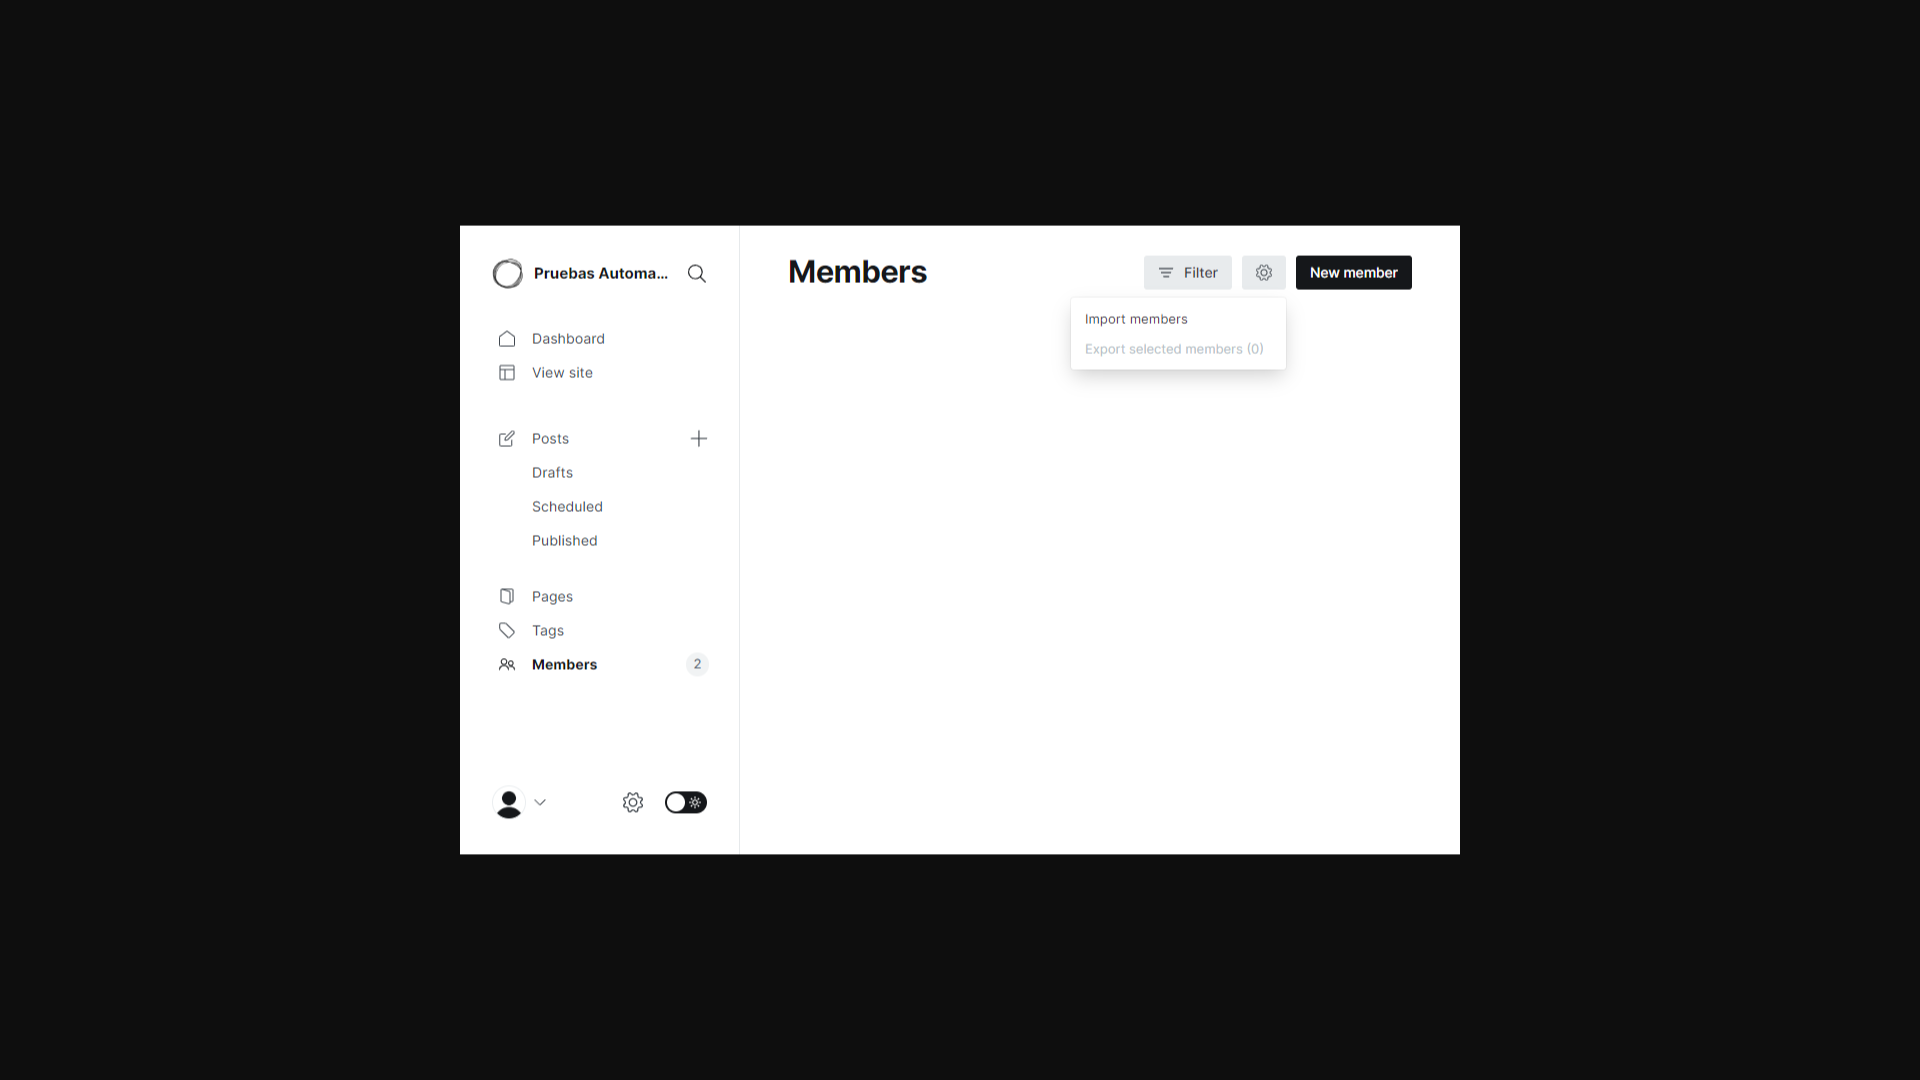 Pruebas Automa...
Dashboard
View site
Posts
Drafts
Scheduled
Published
Pages
Tags
Members
2
Members
Filter
New member
Import members
Export selected members (0)